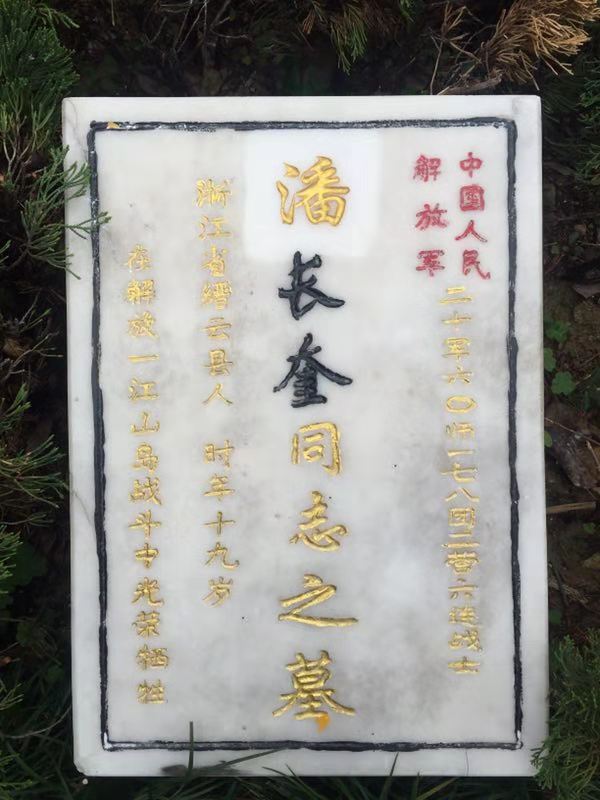 中國人民
解放军
二十军六〇师一七八团二营六连战士
潘长奎同志之墓
浙江省缙云县人 时年十九岁
在解放一江山岛战斗中光荣牺牲